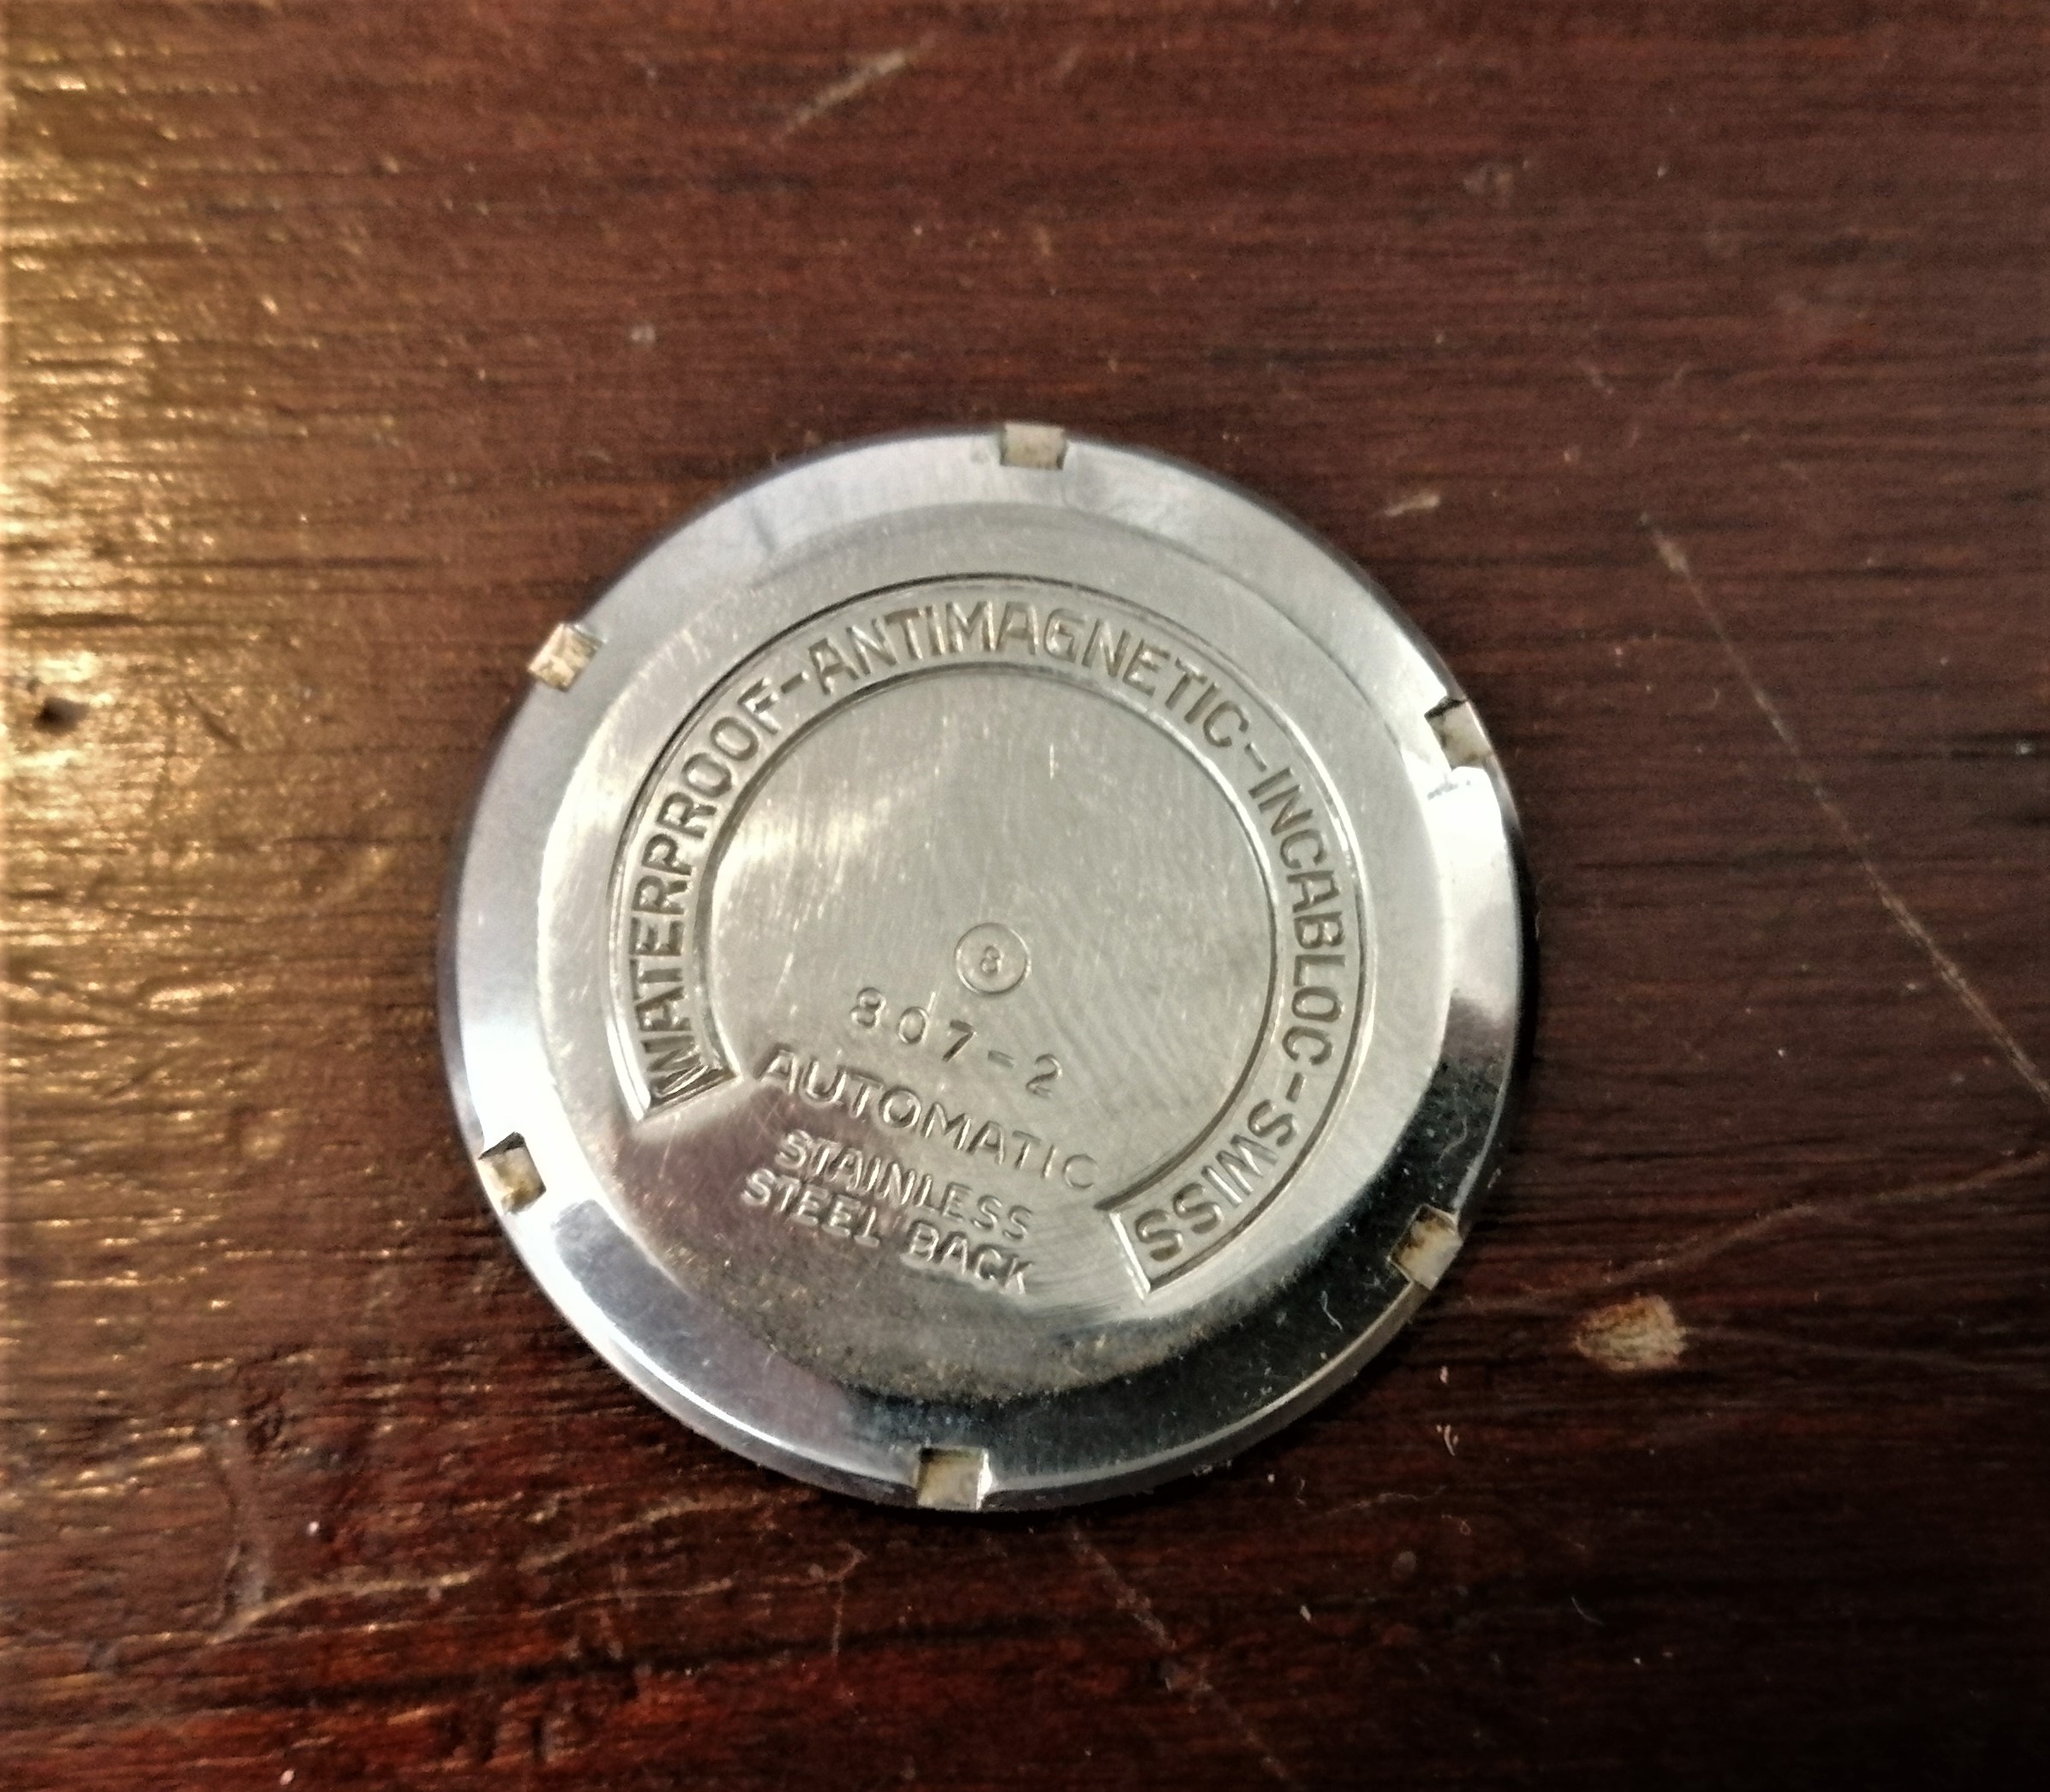 WATERPROOF-ANTIMAGNETIC-INCABLOC-SWISS
8
807-2
AUTOMATIC
STAINLESS
STEEL BACK